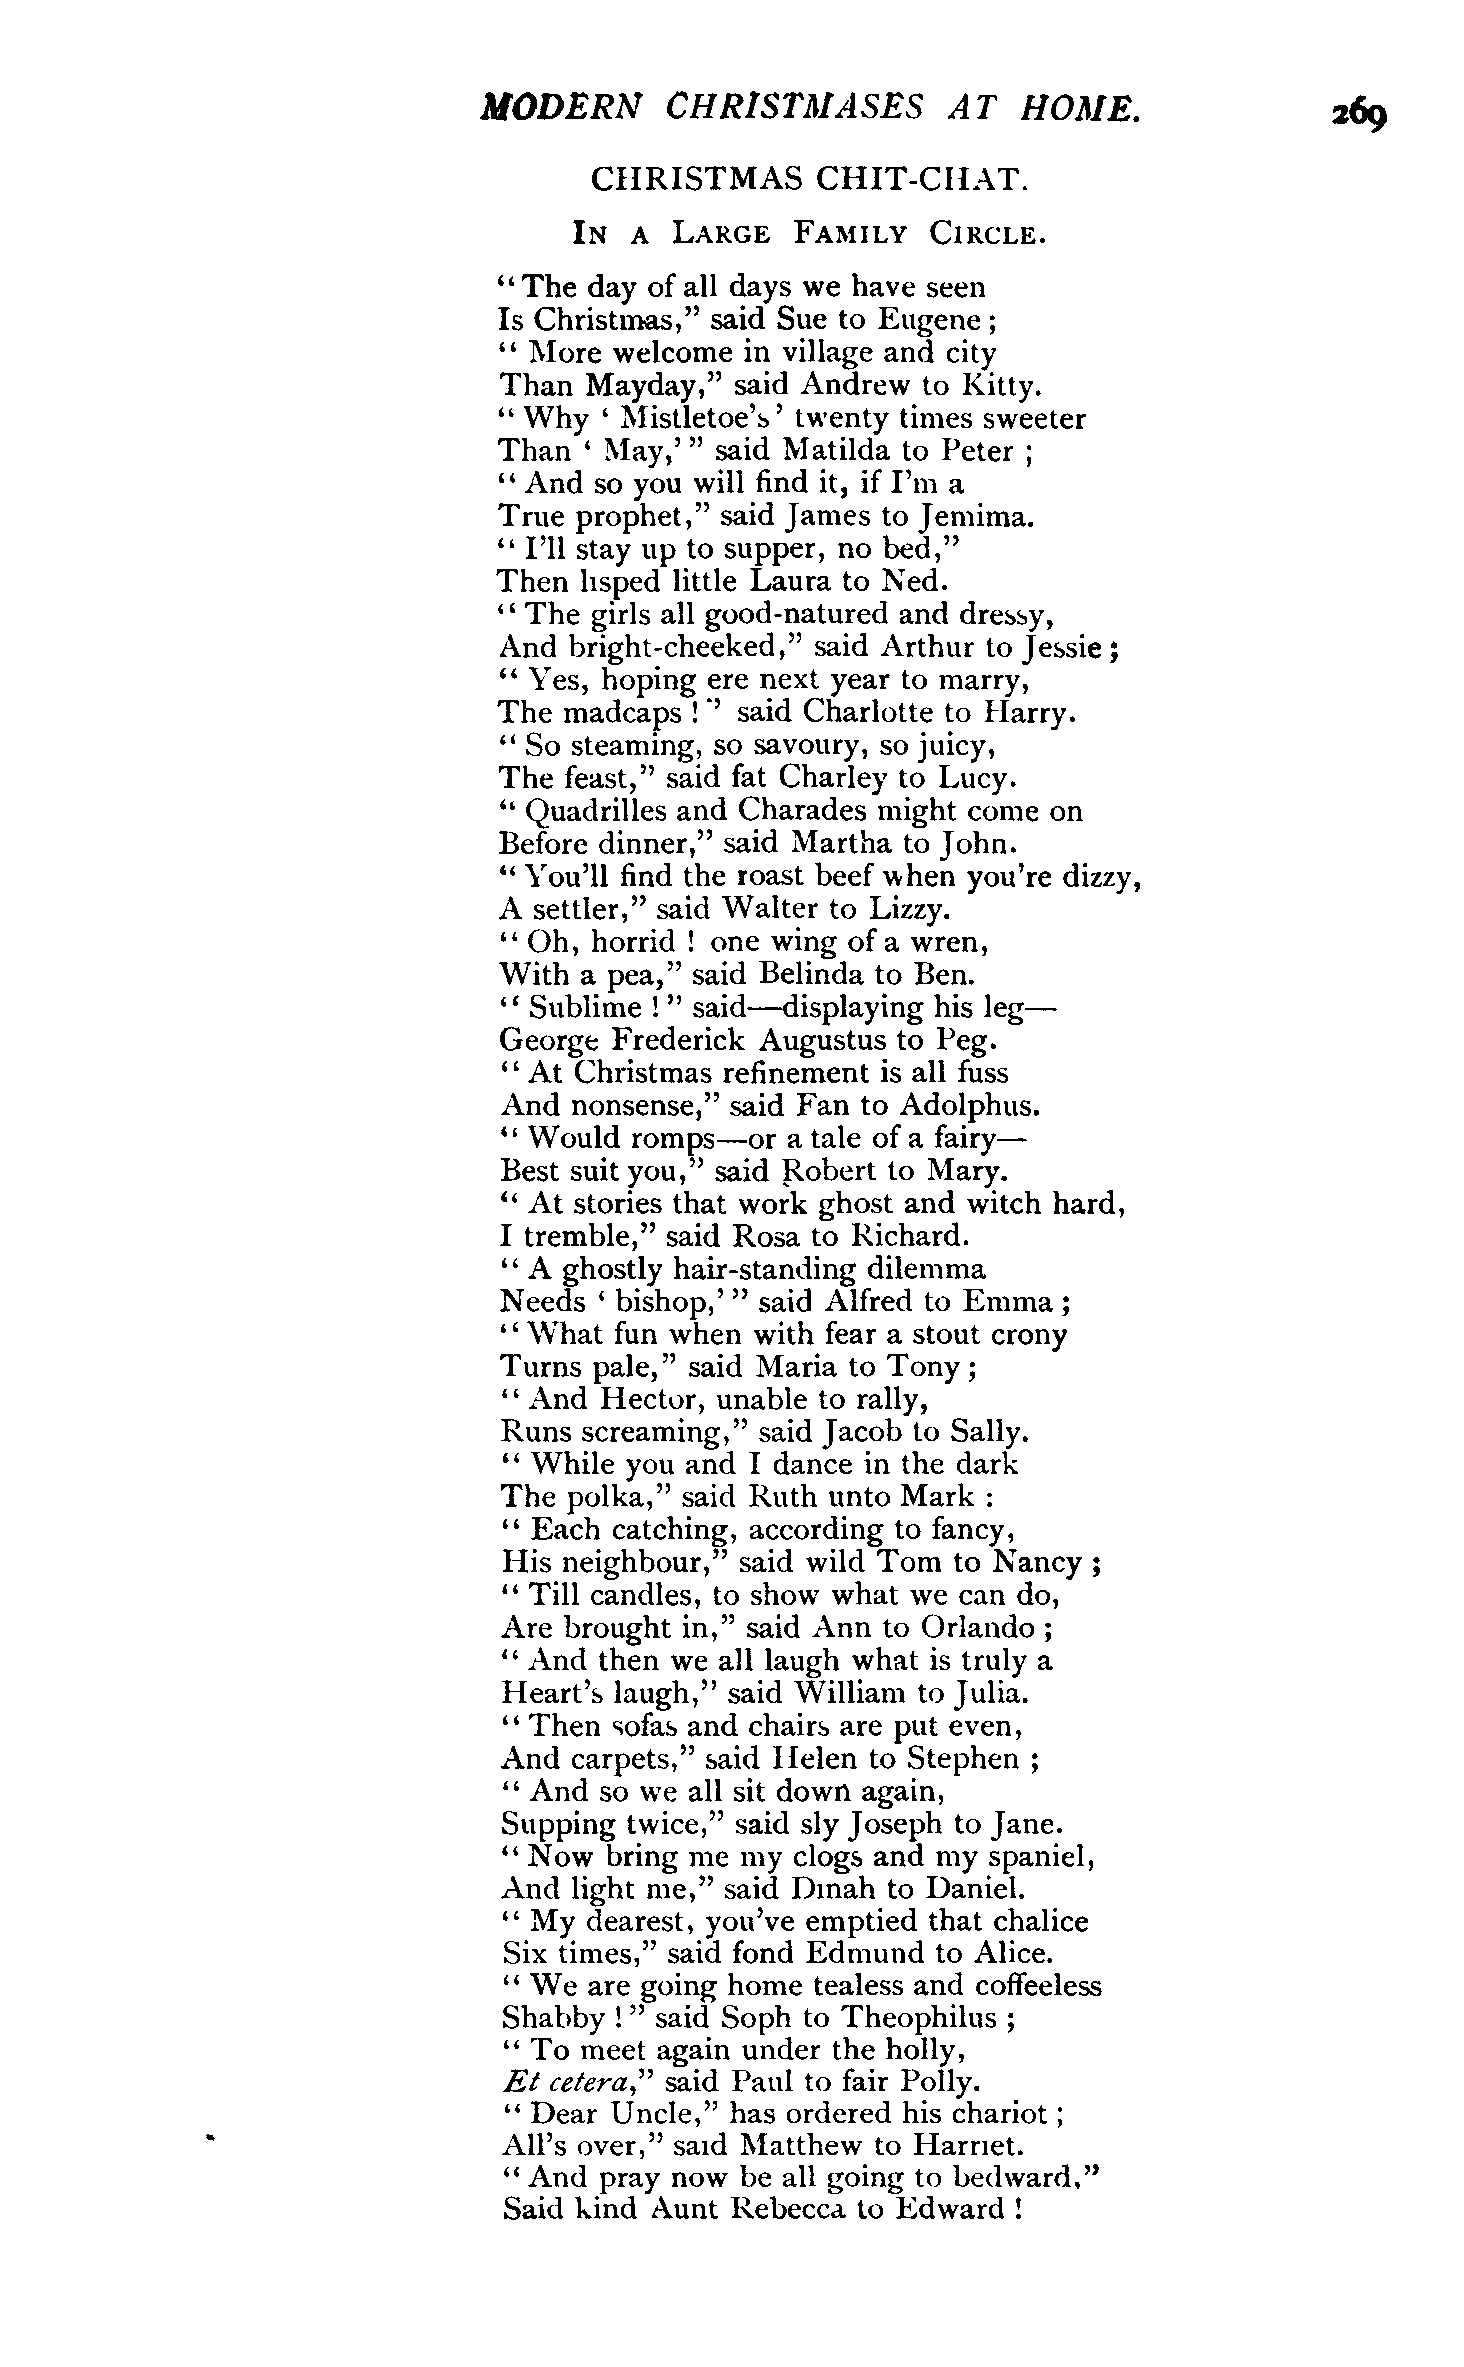 MODERN CHRISTMASES AT HOME. 269
CHRISTMAS CHIT-CHAT.
IN A LARGE FAMILY CIRCLE.
"The day of all days we have seen
Is Christmas," said Sue to Eugene;
"More welcome in village and city
Than Mayday," said Andrew to Kitty.
"Why 'Mistletoe's' twenty times sweeter
Than 'May,'" said Matilda to Peter;
"And so you will find it, if I'm a
True prophet," said James to Jemima.
"I'll stay up to supper, no bed,"
Then lisped little Laura to Ned.
"The girls all good-natured and dressy,
And bright-cheeked," said Arthur to Jessie;
"Yes, hoping ere next year to marry,
The madcaps!" said Charlotte to Harry.
"So steaming, so savoury, so juicy,
The feast," said fat Charley to Lucy.
"Quadrilles and Charades might come on
Before dinner," said Martha to John.
"You'll find the roast beef when you're dizzy,
A settler," said Walter to Lizzy.
"Oh, horrid! one wing of a wren,
With a pea," said Belinda to Ben.
"Sublime!" said—displaying his leg—
George Frederick Augustus to Peg.
"At Christmas refinement is all fuss
And nonsense," said Fan to Adolphus.
"Would romps—or a tale of a fairy—
Best suit you," said Robert to Mary.
"At stories that work ghost and witch hard,
I tremble," said Rosa to Richard.
"A ghostly hair-standing dilemma
Needs 'bishop,'" said Alfred to Emma;
"What fun when with fear a stout crony
Turns pale," said Maria to Tony;
"And Hector, unable to rally,
Runs screaming," said Jacob to Sally.
"While you and I dance in the dark
The polka," said Ruth unto Mark:
"Each catching, according to fancy,
His neighbour," said wild Tom to Nancy;
"Till candles, to show what we can do,
Are brought in," said Ann to Orlando;
"And then we all laugh what is truly a
Heart's laugh," said William to Julia.
"Then sofas and chairs are put even,
And carpets," said Helen to Stephen;
"And so we all sit down again,
Supping twice," said sly Joseph to Jane.
"Now bring me my clogs and my spaniel,
And light me," said Dinah to Daniel.
"My dearest, you've emptied that chalice
Six times," said fond Edmund to Alice.
"We are going home tealess and coffeeless
Shabby!" said Soph to Theophilus;
"To meet again under the holly,
Et cetera," said Paul to fair Polly.
"Dear Uncle," has ordered his chariot;
All's over," said Matthew to Harriet.
"And pray now be all going to bedward,"
Said kind Aunt Rebecca to Edward!